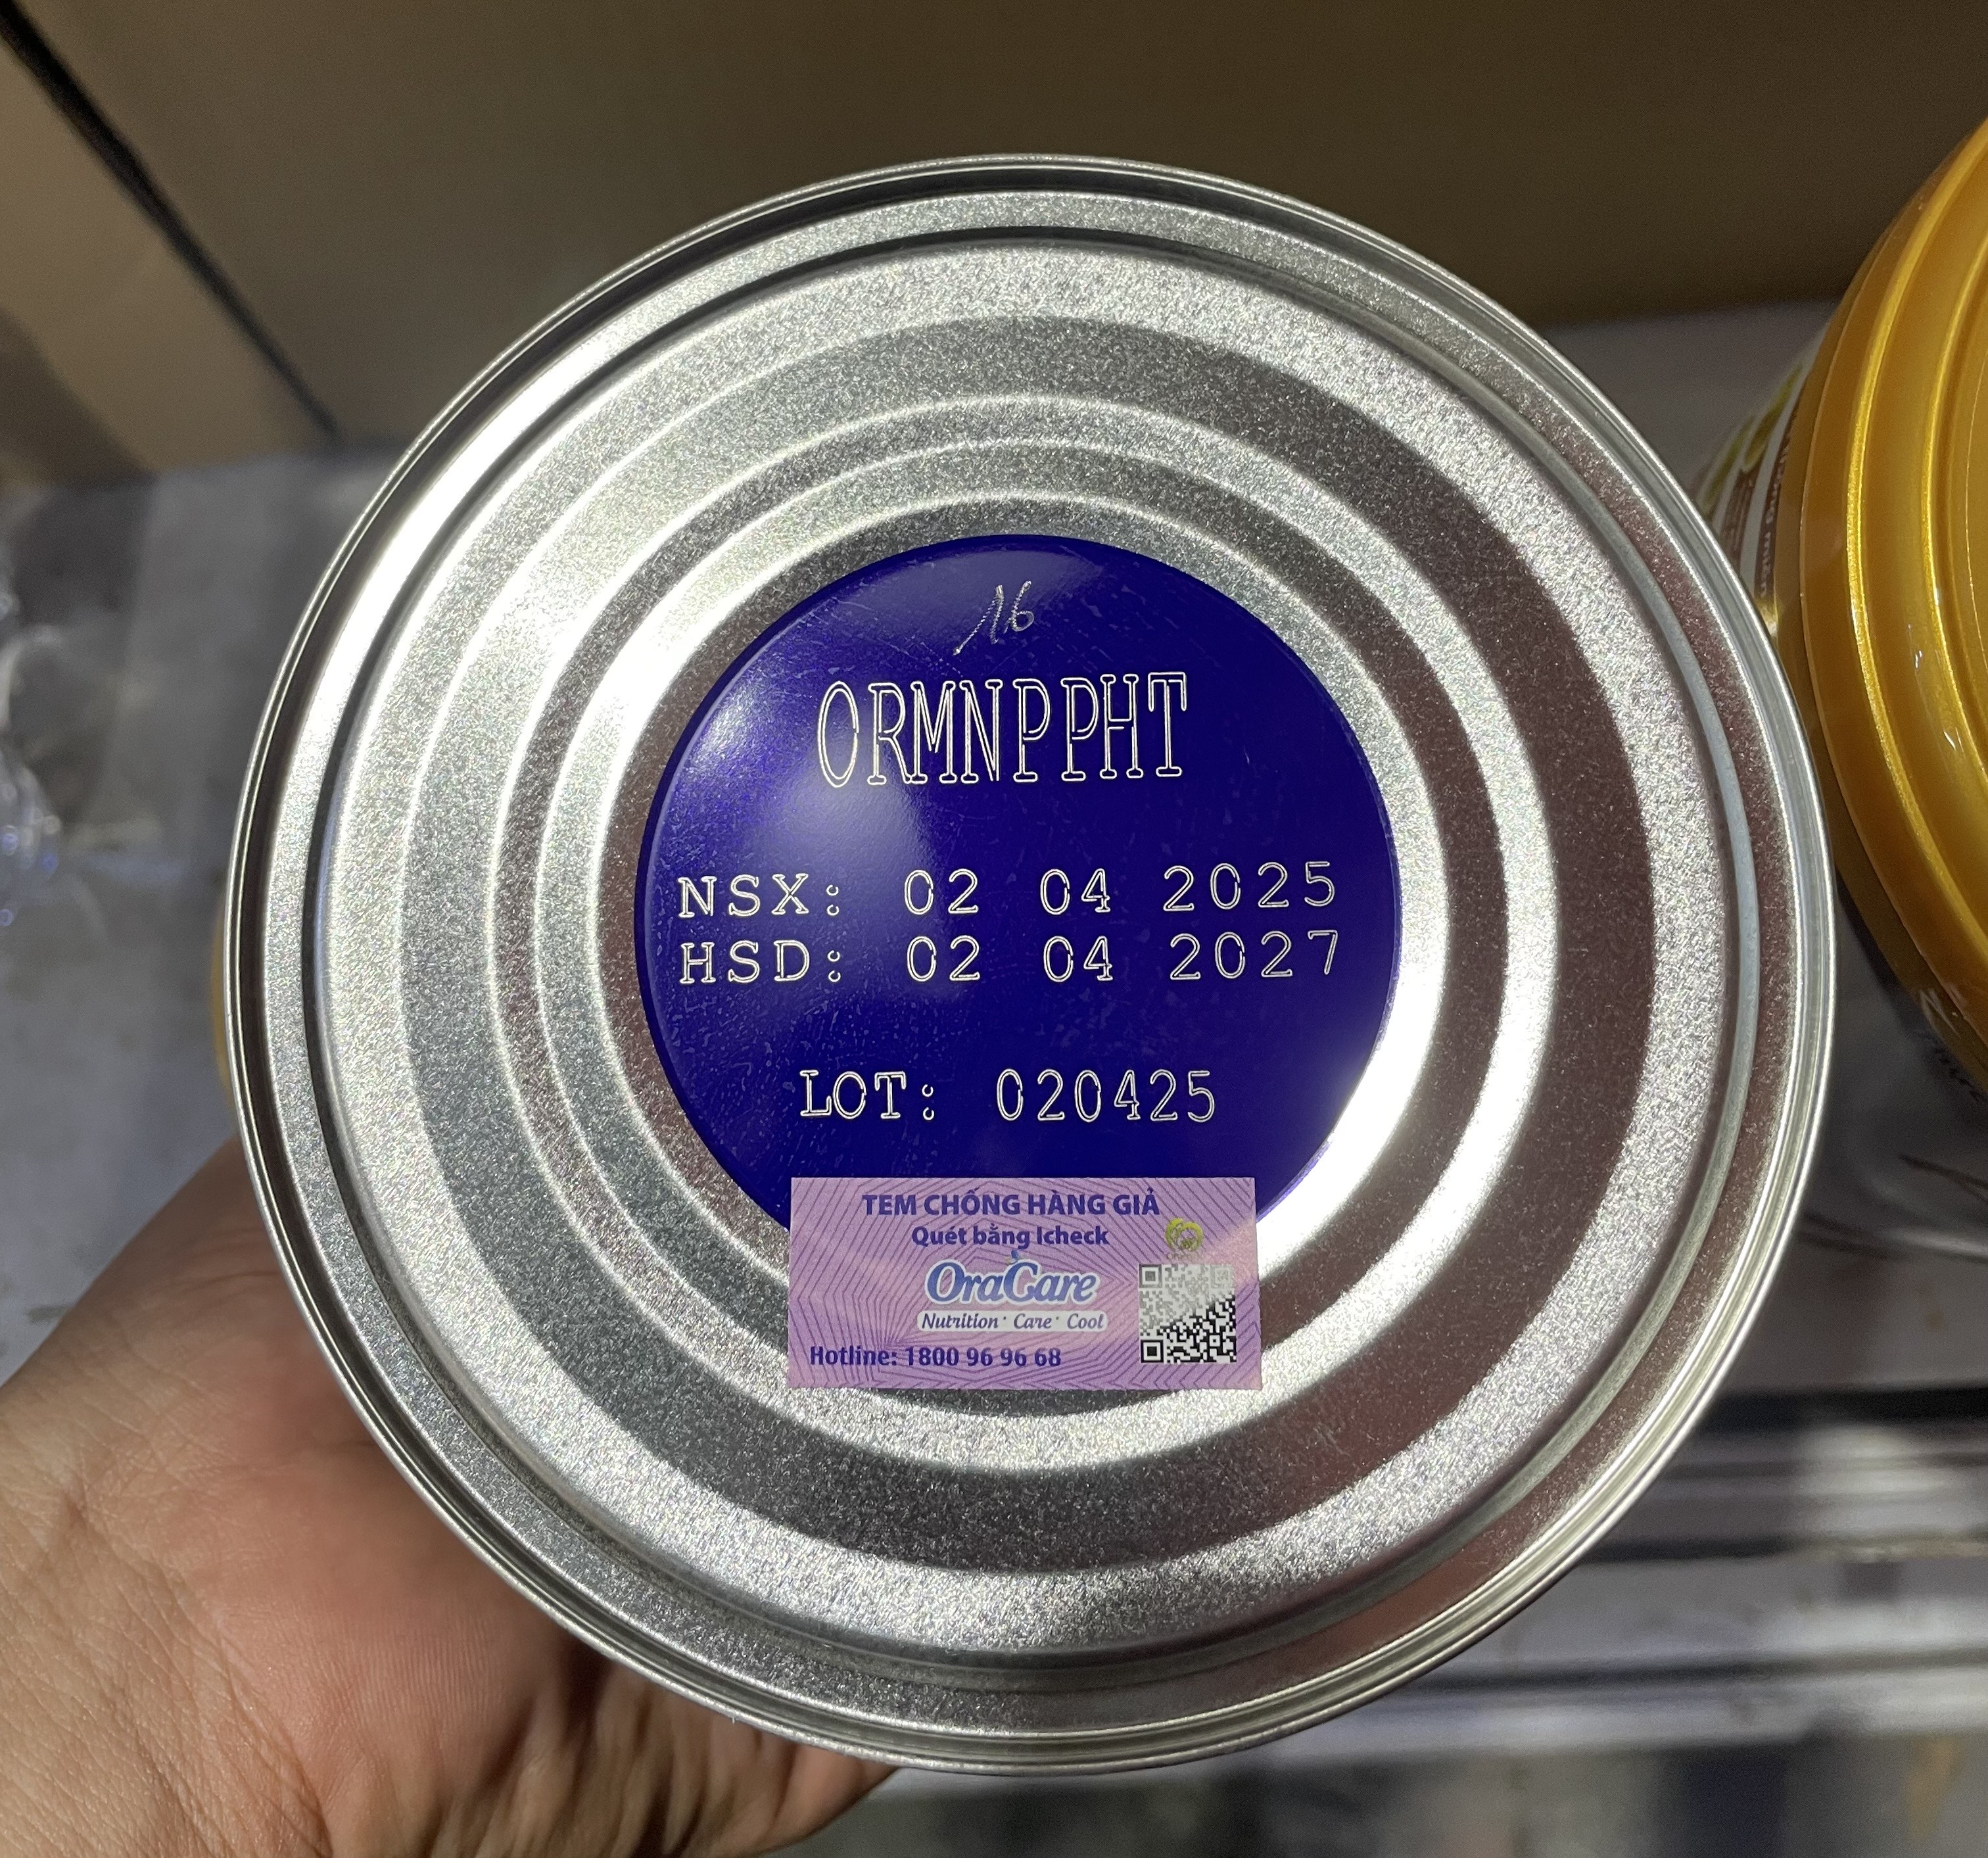 16
ORMNPPHT
NSX: 02 04 2025
HSD: 02 04 2027
LOT: 020425
TEM CHỐNG HÀNG GIẢ
Quét bằng Icheck
OraCare
Nutrition · Care · Cool
Hotline: 1800 96 96 68